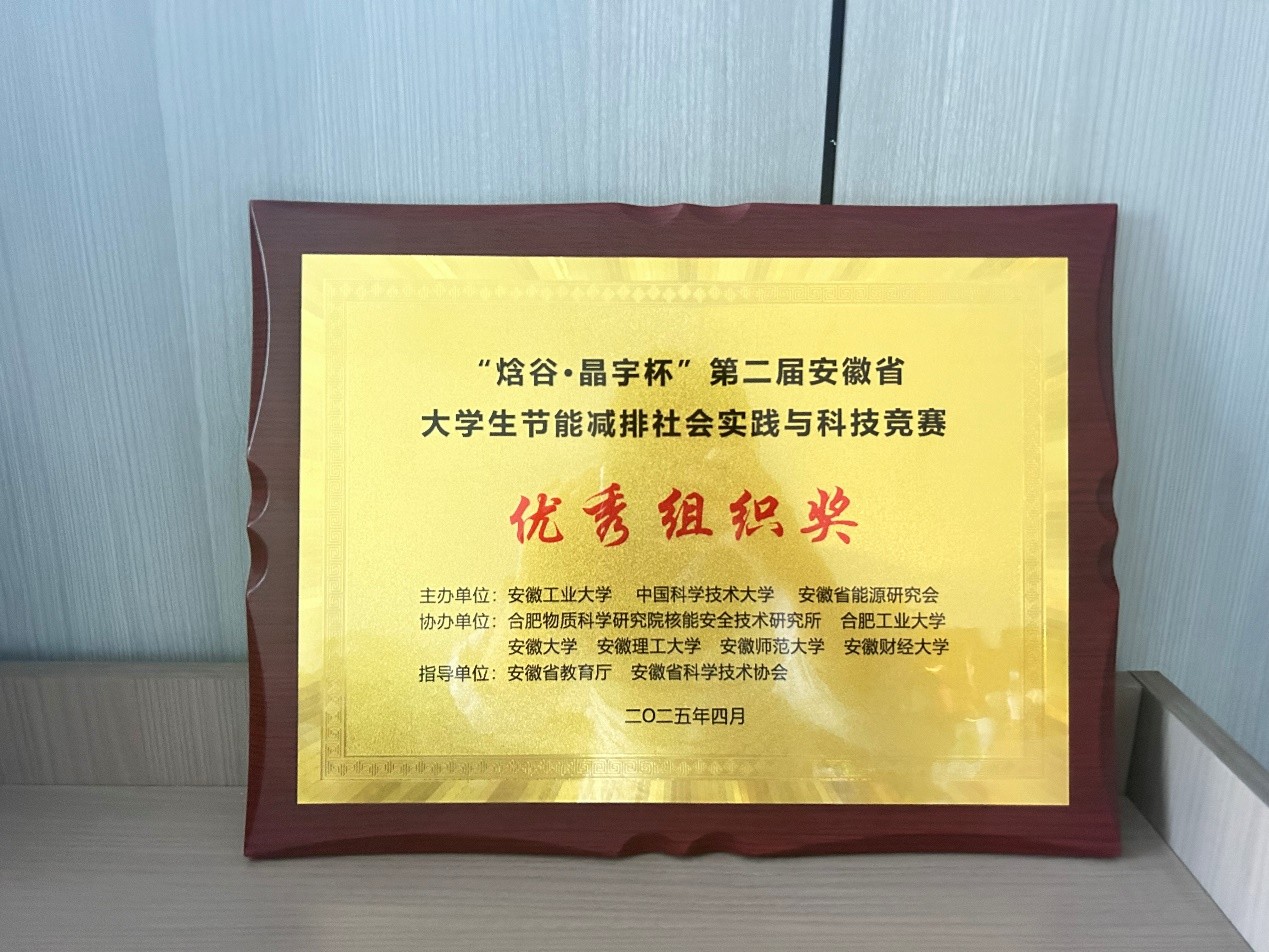 “焓谷·晶宇杯”第二届安徽省
大学生节能减排社会实践与科技竞赛
优秀组织奖
主办单位：安徽工业大学 中国科学技术大学 安徽省能源研究会
协办单位：合肥物质科学研究院核能安全技术研究所 合肥工业大学
安徽大学 安徽理工大学 安徽师范大学 安徽财经大学
指导单位：安徽省教育厅 安徽省科学技术协会
二〇二五年四月